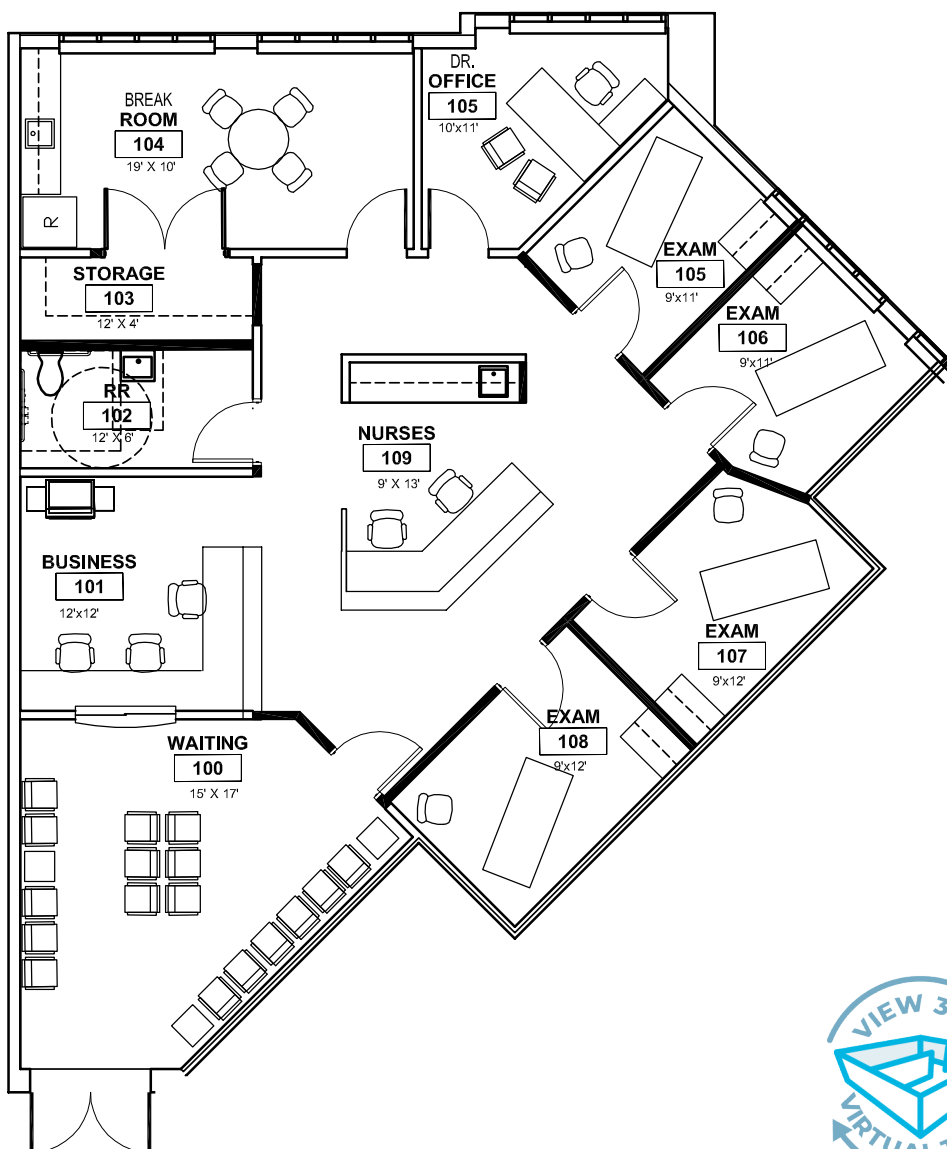 DR.
OFFICE
105
10'x11'
BREAK
ROOM
104
19' X 10'
R
EXAM
105
9'x11'
STORAGE
103
12' X 4'
EXAM
106
9'x11'
RR
102
12' X 6'
NURSES
109
9' X 13'
BUSINESS
101
12'x12'
EXAM
107
9'x12'
EXAM
108
9'x12'
WAITING
100
15' X 17'
VIEW 3
VIRTUAL